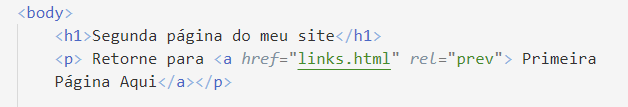 <body>
<h1>Segunda página do meu site</h1>
<p> Retorne para <a href="links.html" rel="prev"> Primeira
Página Aqui</a></p>